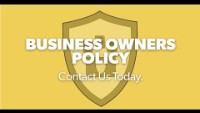 BUSINESS OWNERS
POLICY
Contact Us Today.